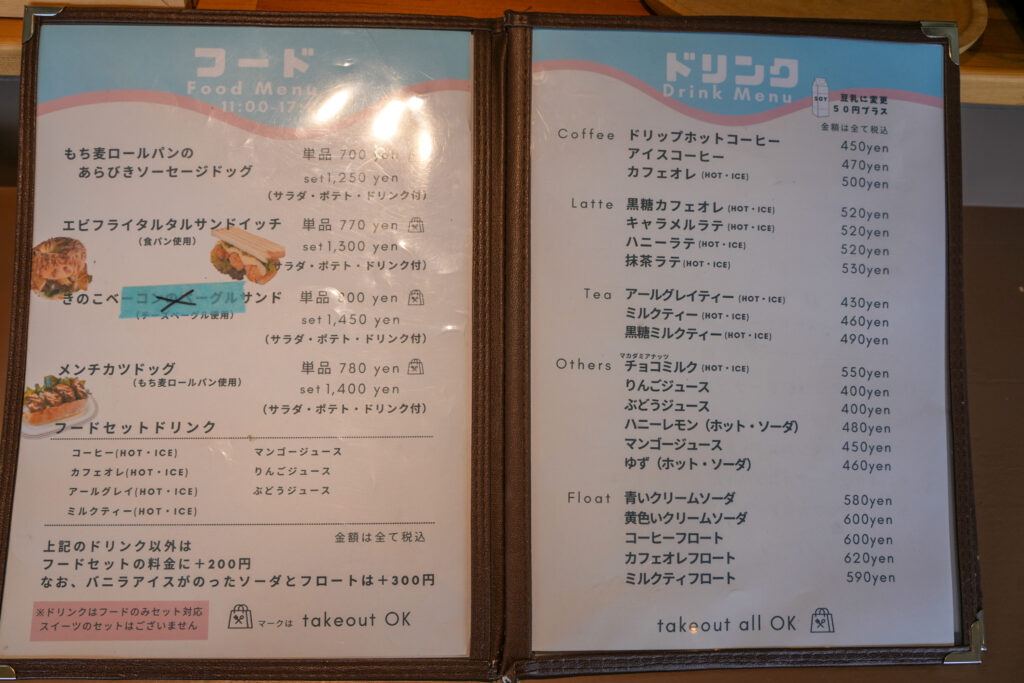 フード
Food Menu
11:00-17
もち麦ロールパンの
あらびきソーセージドッグ
単品 700 yen
set1,250 yen
(サラダ・ポテト・ドリンク付)
エビフライタルタルサンドイッチ
(食パン使用)
単品 770 yen
set1,300 yen
(サラダ・ポテト・ドリンク付)
きのこベーコンのベーグルサンド
(チーズベーグル使用)
単品 800 yen
set1,450 yen
(サラダ・ポテト・ドリンク付)
メンチカツドッグ
(もち麦ロールパン使用)
単品 780 yen
set1,400 yen
(サラダ・ポテト・ドリンク付)
フードセットドリンク
コーヒー(HOT・ICE)
カフェオレ(HOT・ICE)
アールグレイ(HOT・ICE)
ミルクティー(HOT・ICE)
マンゴージュース
りんごジュース
ぶどうジュース
金額は全て税込
上記のドリンク以外は
フードセットの料金に＋200円
なお、バニラアイスがのったソーダとフロートは＋300円
※ドリンクはフードのみセット対応
スイーツのセットはございません
マークは takeout OK
ドリンク
Drink Menu
SOY
豆乳に変更
５０円プラス
金額は全て税込
Coffee ドリップホットコーヒー 450yen
アイスコーヒー 470yen
カフェオレ (HOT・ICE) 500yen
Latte 黒糖カフェオレ (HOT・ICE) 520yen
キャラメルラテ (HOT・ICE) 520yen
ハニーラテ (HOT・ICE) 520yen
抹茶ラテ (HOT・ICE) 530yen
Tea アールグレイティー (HOT・ICE) 430yen
ミルクティー (HOT・ICE) 460yen
黒糖ミルクティー (HOT・ICE) 490yen
マカダミアナッツ
Others チョコミルク (HOT・ICE) 550yen
りんごジュース 400yen
ぶどうジュース 400yen
ハニーレモン（ホット・ソーダ） 480yen
マンゴージュース 450yen
ゆず（ホット・ソーダ） 460yen
Float 青いクリームソーダ 580yen
黄色いクリームソーダ 600yen
コーヒーフロート 600yen
カフェオレフロート 620yen
ミルクティフロート 590yen
takeout all OK